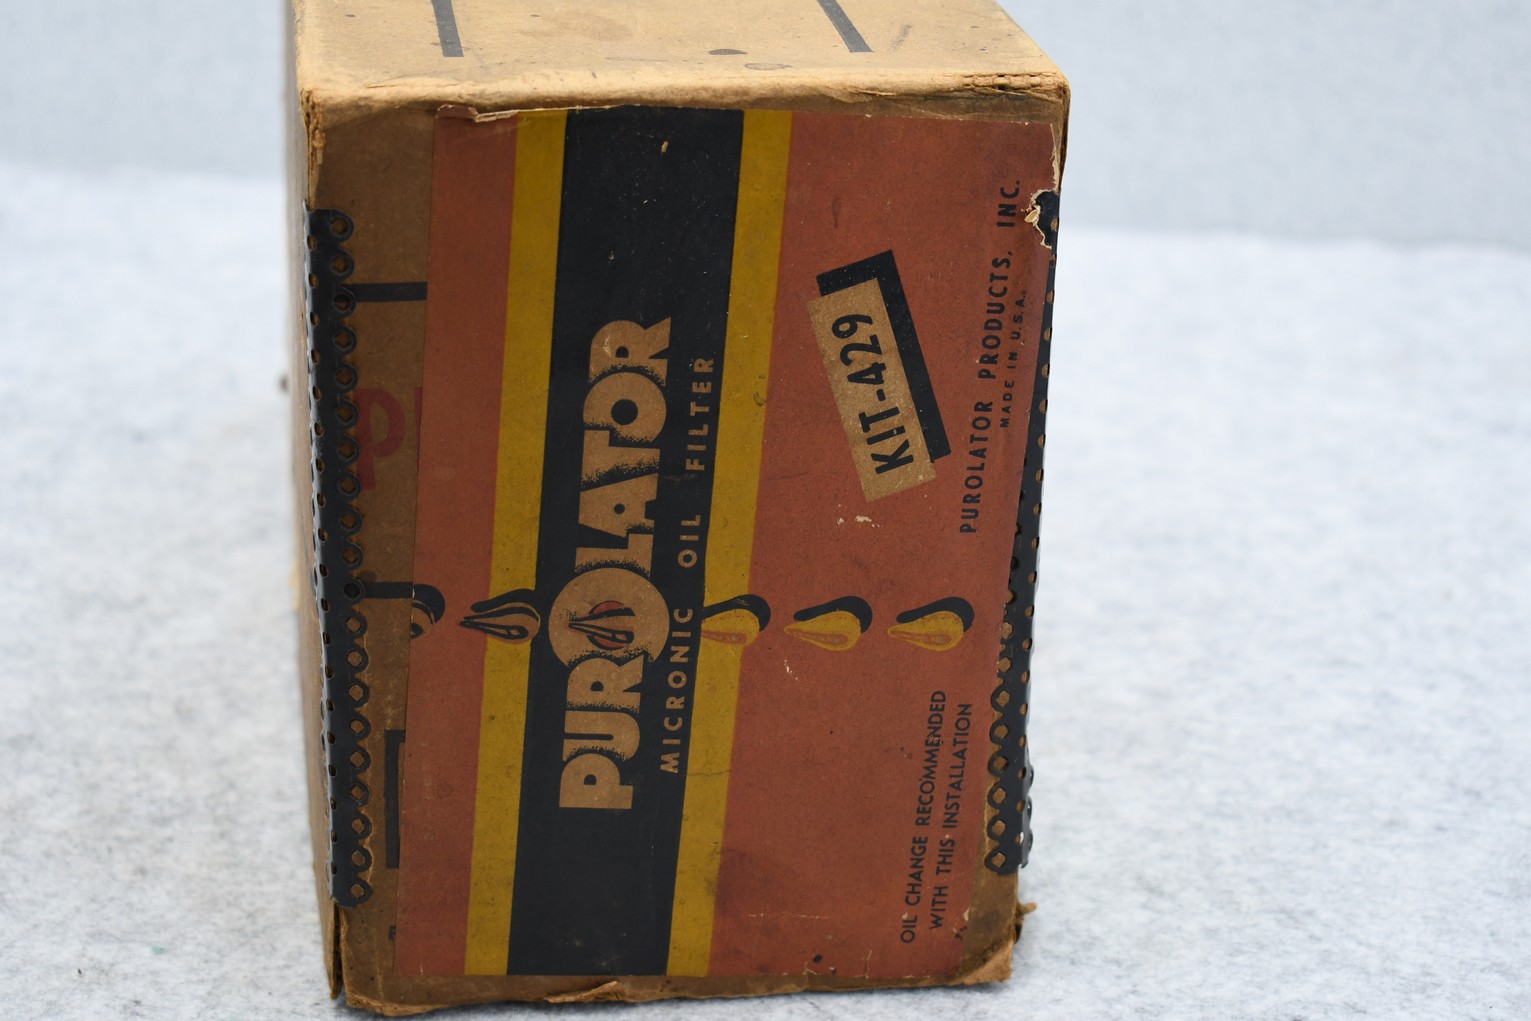 PUROLATOR
MICRONIC OIL FILTER
KIT-429
PUROLATOR PRODUCTS, INC.
MADE IN U.S.A.
OIL CHANGE RECOMMENDED
WITH THIS INSTALLATION